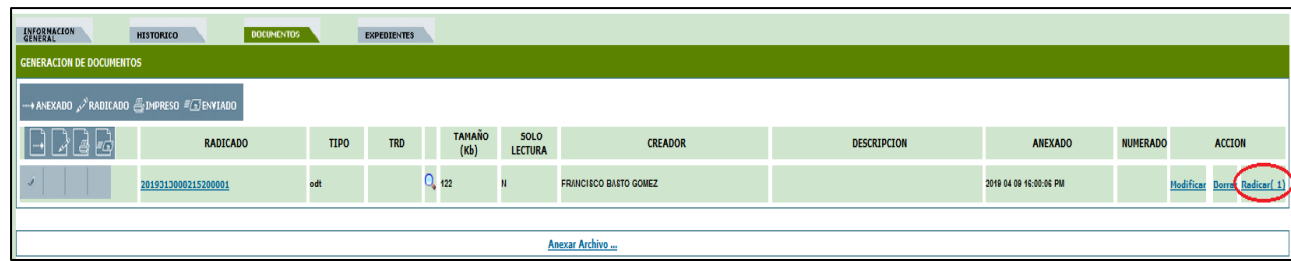 INFORMACION
GENERAL
HISTORICO
DOCUMENTOS
EXPEDIENTES
GENERACION DE DOCUMENTOS
ANEXADO RADICADO IMPRESO ENVIADO
RADICADO TIPO TRD TAMAÑO (Kb) SOLO LECTURA CREADOR DESCRIPCION ANEXADO NUMERADO ACCION
2019313000215200001 odt 122 N FRANCISCO BASTO GOMEZ 2019 04 09 16:00:06 PM Modificar Borrar Radicar( 1)
Anexar Archivo ...